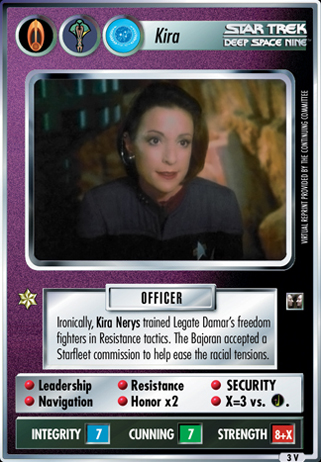 Kira
STAR TREK
DEEP SPACE NINE
VIRTUAL REPRINT PROVIDED BY THE CONTINUING COMMITTEE
OFFICER
Ironically, Kira Nerys trained Legate Damar's freedom
fighters in Resistance tactics. The Bajoran accepted a
Starfleet commission to help ease the racial tensions.
Leadership Resistance SECURITY
Navigation Honor x2 X=3 vs. .
INTEGRITY 7 CUNNING 7 STRENGTH 8+X
3 V